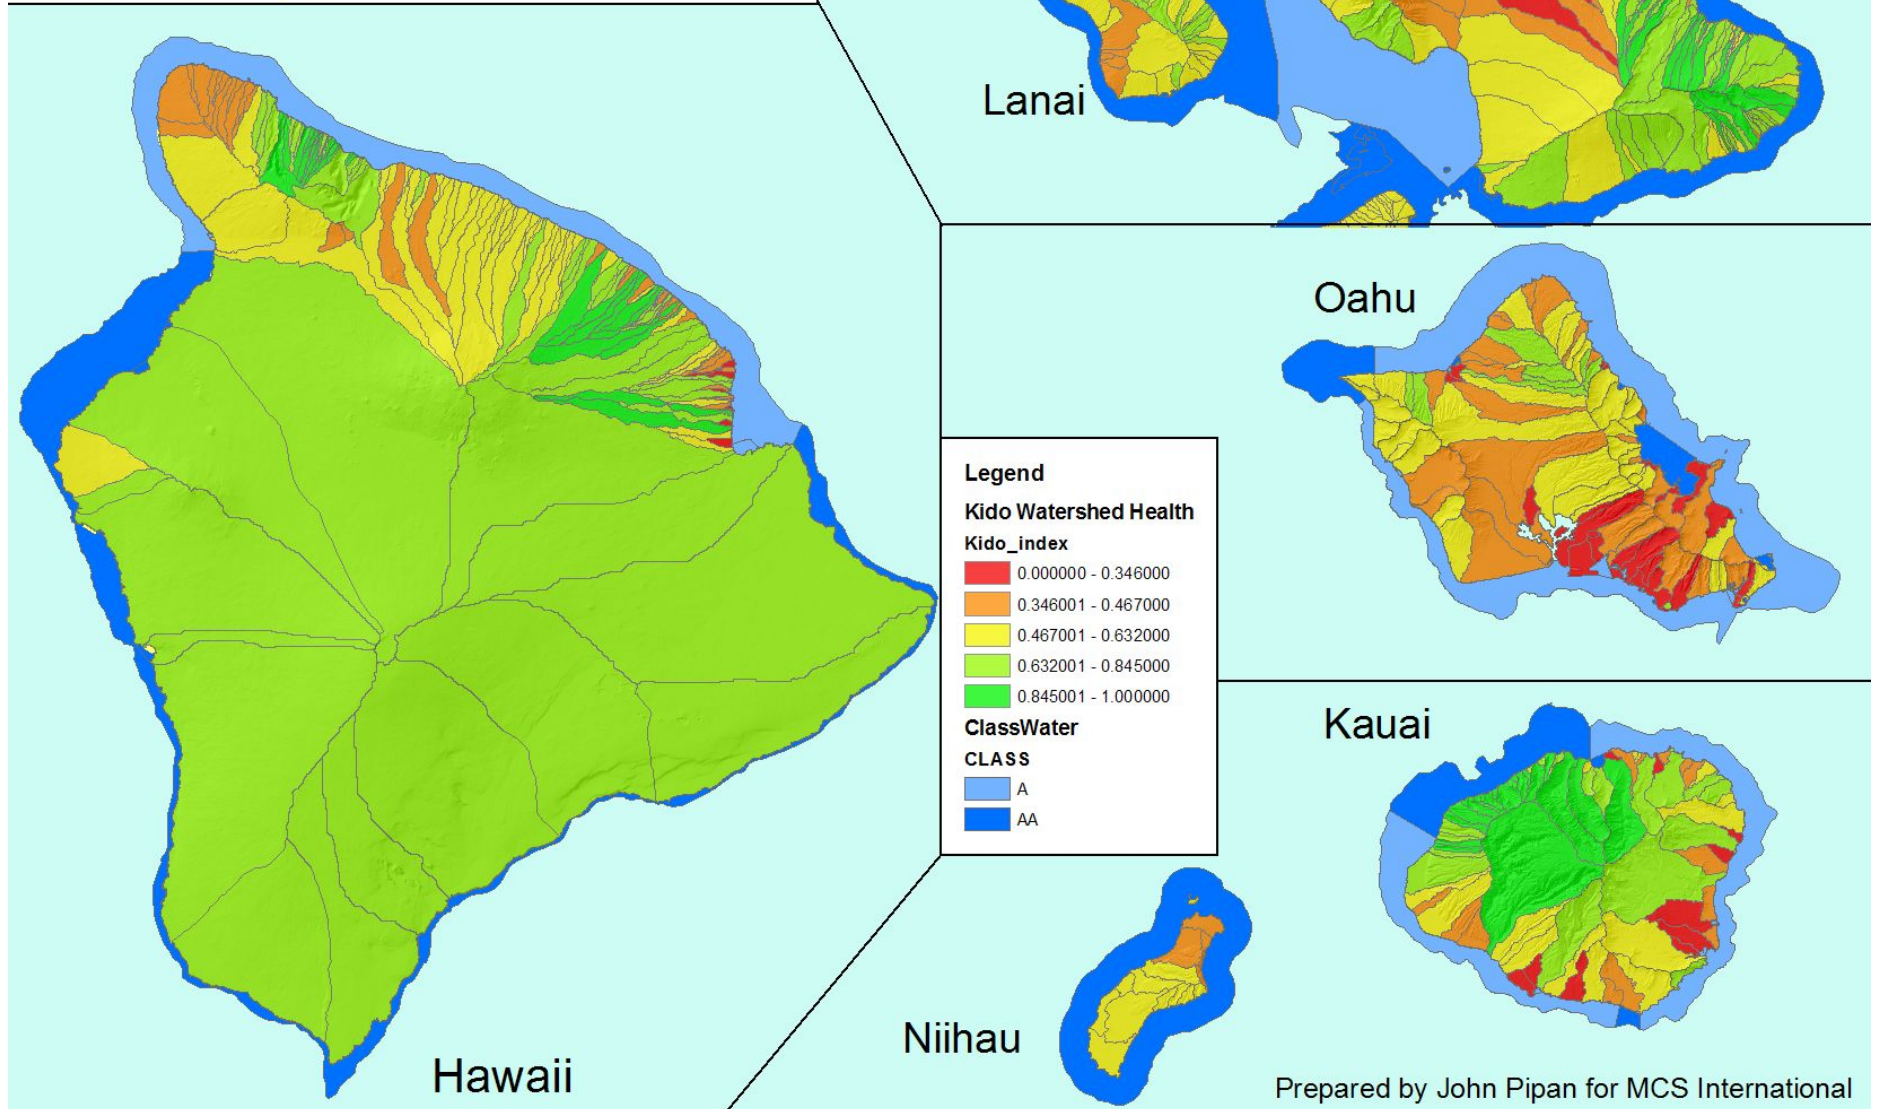 Lanai
Oahu
Legend
Kido Watershed Health
Kido_index
0.000000 - 0.346000
0.346001 - 0.467000
0.467001 - 0.632000
0.632001 - 0.845000
0.845001 - 1.000000
ClassWater
CLASS
A
AA
Kauai
Niihau
Hawaii
Prepared by John Pipan for MCS International